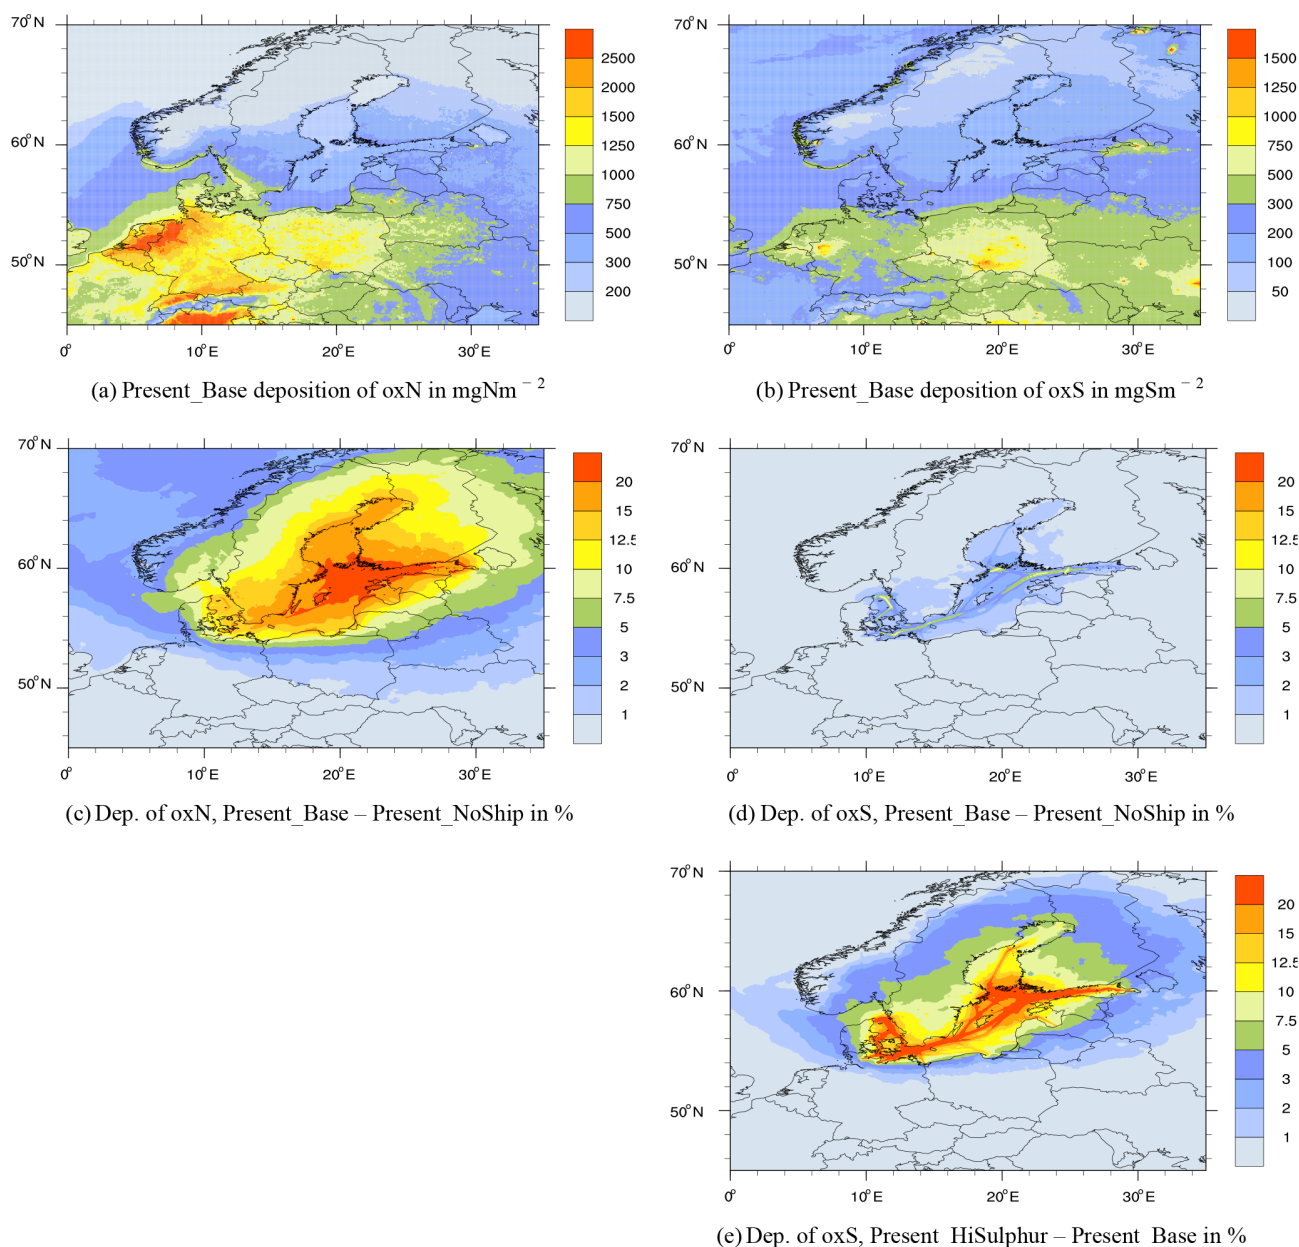 70°N
60°N
50°N
0°
10°E
20°E
30°E
2500
2000
1500
1250
1000
750
500
300
200
(a) Present_Base deposition of oxN in mgNm⁻²
70°N
60°N
50°N
0°
10°E
20°E
30°E
1500
1250
1000
750
500
300
200
100
50
(b) Present_Base deposition of oxS in mgSm⁻²
70°N
60°N
50°N
0°
10°E
20°E
30°E
20
15
12.5
10
7.5
5
3
2
1
(c) Dep. of oxN, Present_Base – Present_NoShip in %
70°N
60°N
50°N
0°
10°E
20°E
30°E
20
15
12.5
10
7.5
5
3
2
1
(d) Dep. of oxS, Present_Base – Present_NoShip in %
70°N
60°N
50°N
0°
10°E
20°E
30°E
20
15
12.5
10
7.5
5
3
2
1
(e) Dep. of oxS, Present HiSulphur – Present Base in %